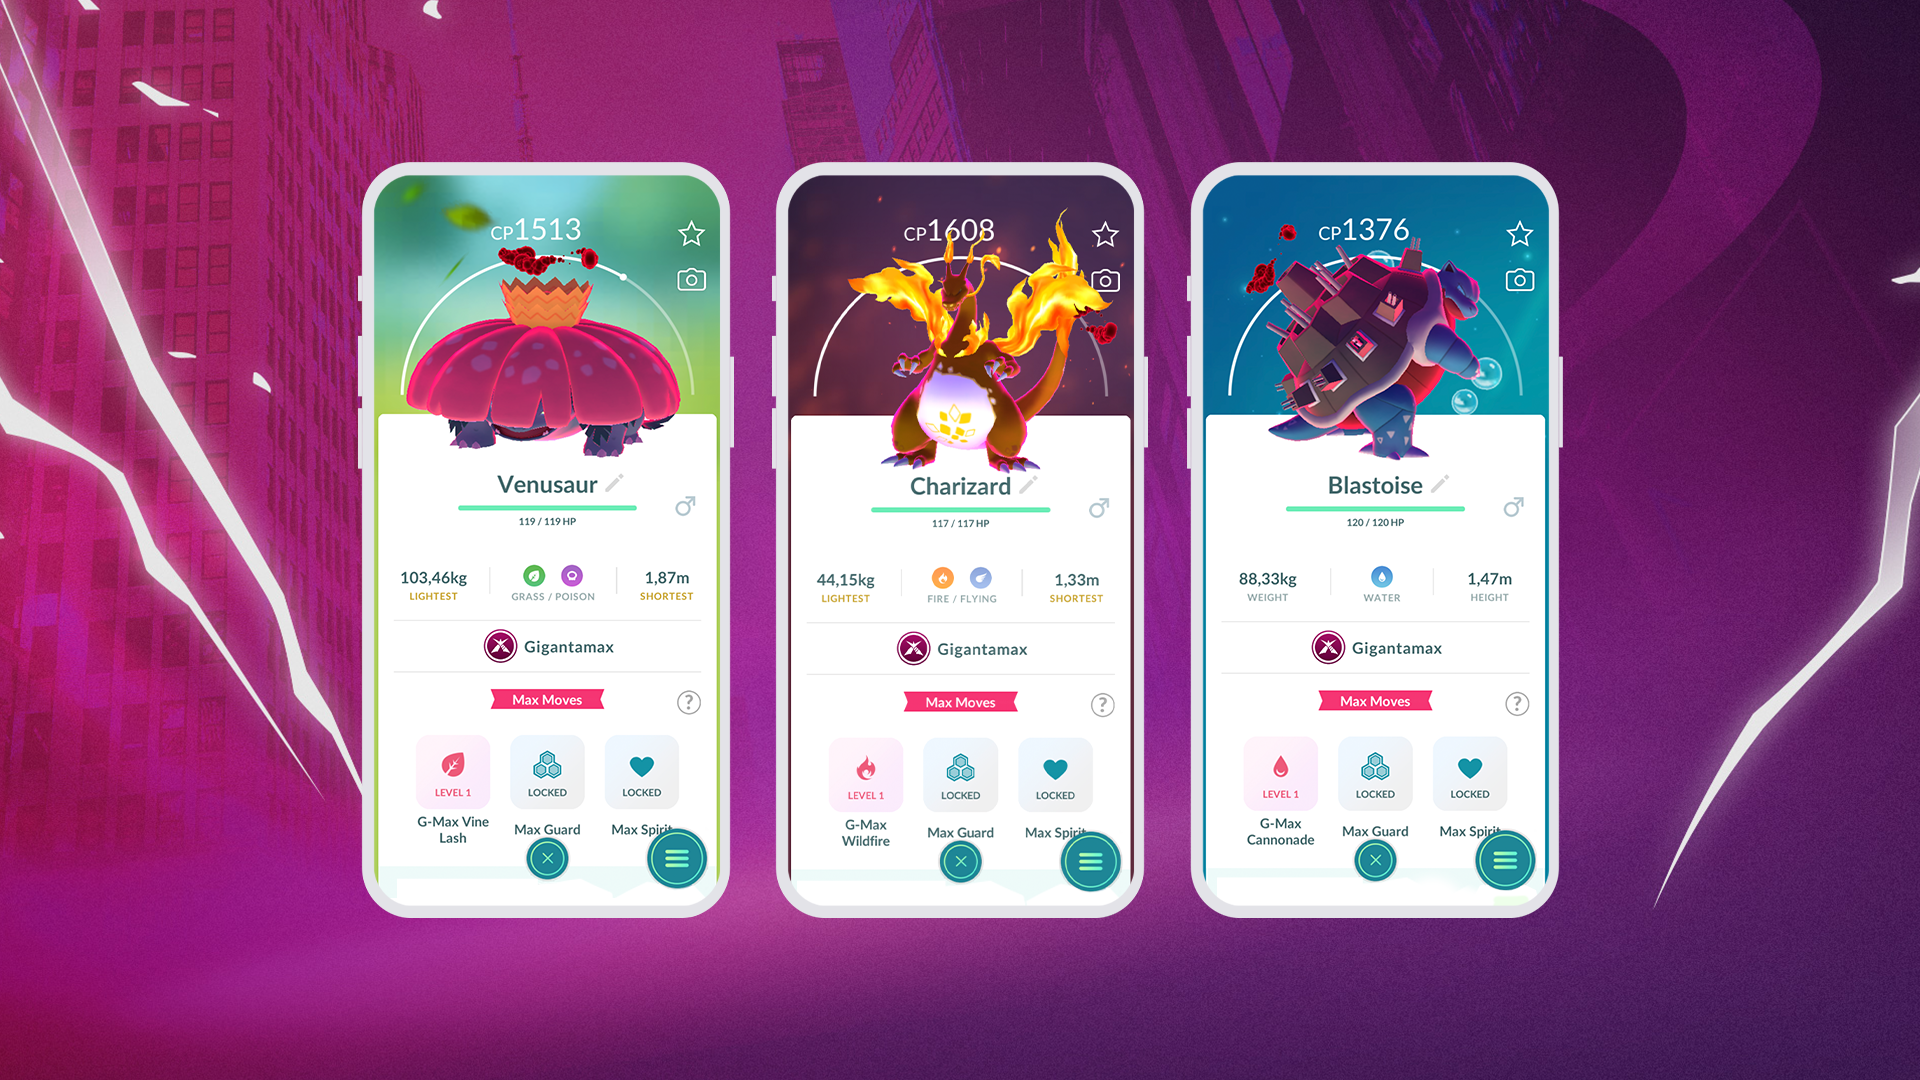 CP1513
Venusaur
119 / 119 HP
103,46kg
LIGHTEST
GRASS / POISON
1,87m
SHORTEST
Gigantamax
Max Moves
?
LEVEL 1
LOCKED
LOCKED
G-Max Vine
Lash
Max Guard
Max Spirit
CP1608
Charizard
117 / 117 HP
44,15kg
LIGHTEST
FIRE / FLYING
1,33m
SHORTEST
Gigantamax
Max Moves
?
LEVEL 1
LOCKED
LOCKED
G-Max
Wildfire
Max Guard
Max Spirit
CP1376
Blastoise
120 / 120 HP
88,33kg
WEIGHT
WATER
1,47m
HEIGHT
Gigantamax
Max Moves
?
LEVEL 1
LOCKED
LOCKED
G-Max
Cannonade
Max Guard
Max Spirit